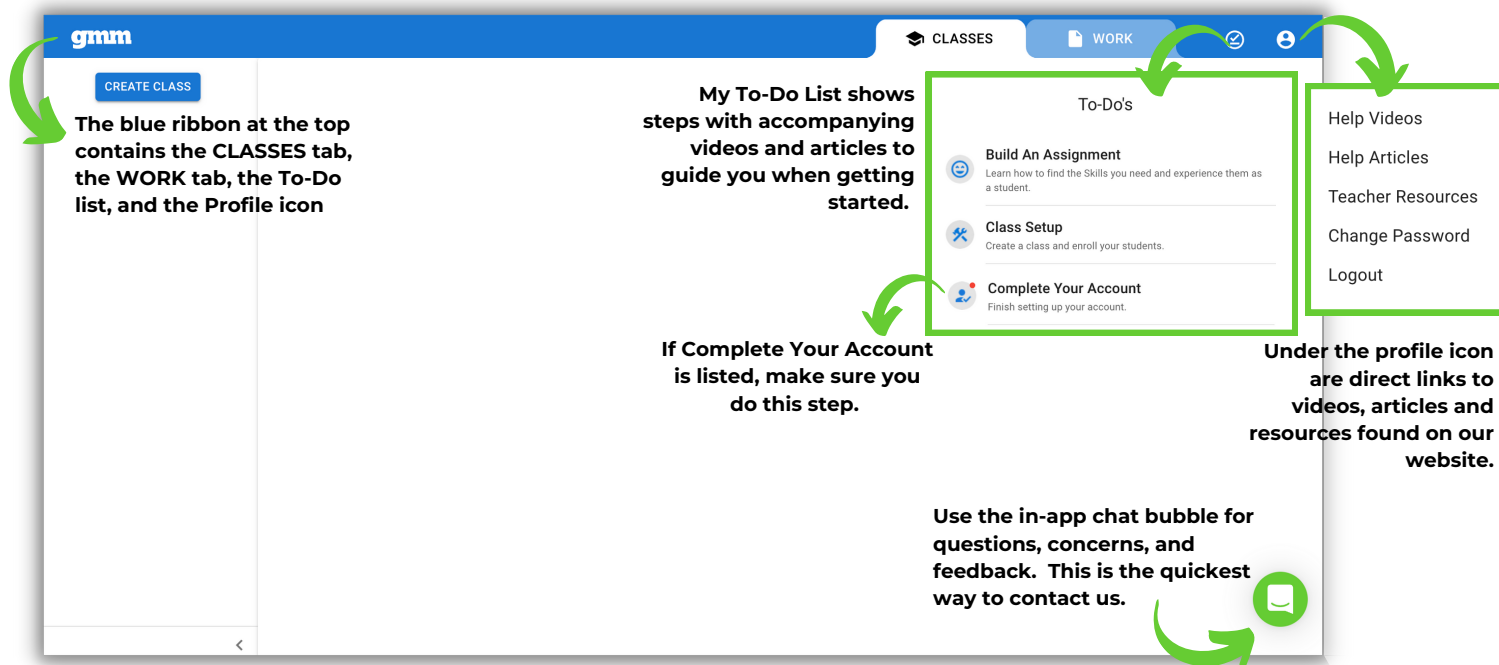 gmm
CLASSES
WORK
CREATE CLASS
The blue ribbon at the top
contains the CLASSES tab,
the WORK tab, the To-Do
list, and the Profile icon
My To-Do List shows
steps with accompanying
videos and articles to
guide you when getting
started.
To-Do's
Build An Assignment
Learn how to find the Skills you need and experience them as
a student.
Class Setup
Create a class and enroll your students.
Complete Your Account
Finish setting up your account.
Help Videos
Help Articles
Teacher Resources
Change Password
Logout
If Complete Your Account
is listed, make sure you
do this step.
Under the profile icon
are direct links to
videos, articles and
resources found on our
website.
Use the in-app chat bubble for
questions, concerns, and
feedback. This is the quickest
way to contact us.